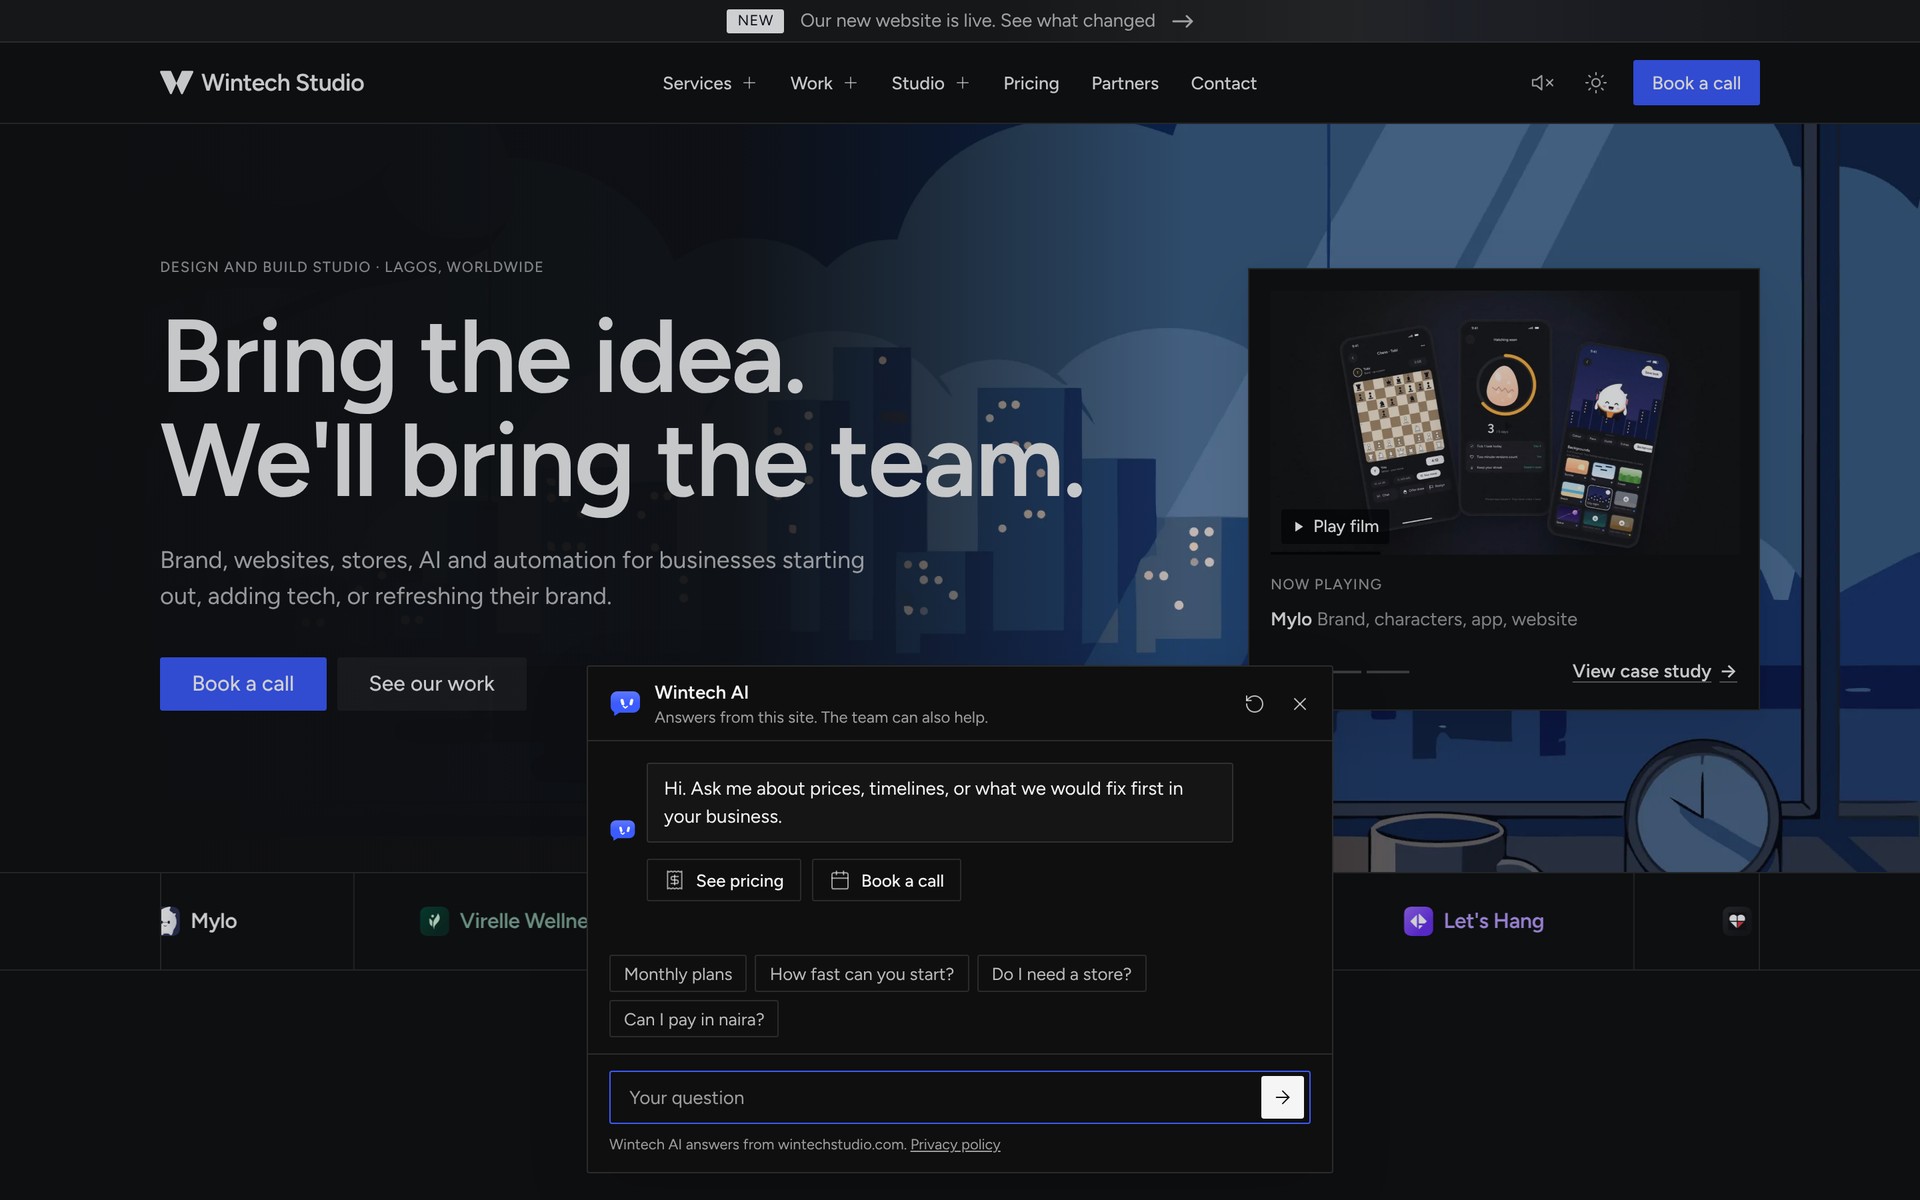 NEW Our new website is live. See what changed
Wintech Studio
Services Work Studio Pricing Partners Contact
Book a call
DESIGN AND BUILD STUDIO · LAGOS, WORLDWIDE
Bring the idea.
We'll bring the team.
Brand, websites, stores, AI and automation for businesses starting
out, adding tech, or refreshing their brand.
Book a call
See our work
3
Play film
NOW PLAYING
Mylo Brand, characters, app, website
View case study
Wintech AI
Answers from this site. The team can also help.
Hi. Ask me about prices, timelines, or what we would fix first in
your business.
See pricing
Book a call
Mylo
Virelle Wellne
Let's Hang
Monthly plans
How fast can you start?
Do I need a store?
Can I pay in naira?
Your question
Wintech AI answers from wintechstudio.com. Privacy policy